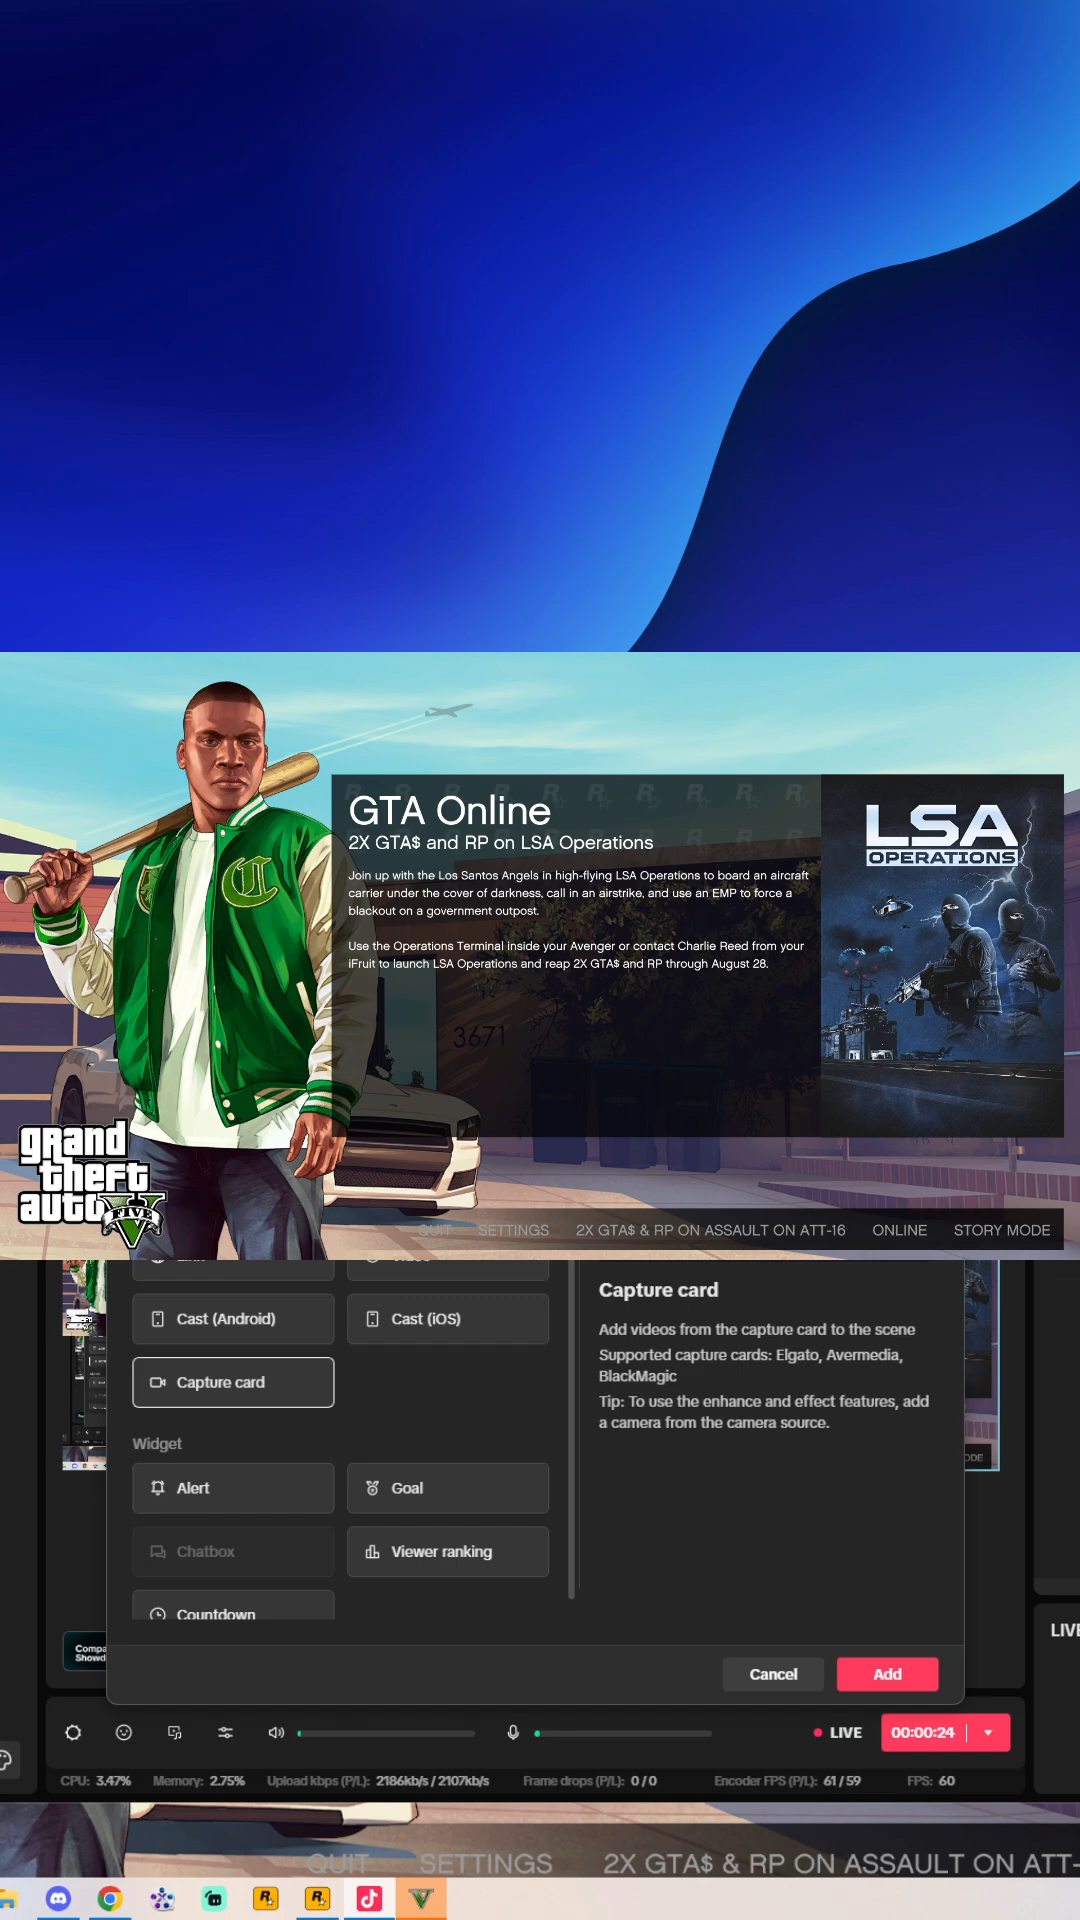 GTA Online
2X GTA$ and RP on LSA Operations
Join up with the Los Santos Angels in high-flying LSA Operations to board an aircraft
carrier under the cover of darkness, call in an airstrike, and use an EMP to force a
blackout on a government outpost.
Use the Operations Terminal inside your Avenger or contact Charlie Reed from your
iFruit to launch LSA Operations and reap 2X GTA$ and RP through August 28.
LSA
OPERATIONS
3671
grand
theft
auto
FIVE
QUIT SETTINGS 2X GTA$ & RP ON ASSAULT ON ATT-16 ONLINE STORY MODE
Capture card
Cast (Android) Cast (iOS)
Add videos from the capture card to the scene
Supported capture cards: Elgato, Avermedia,
BlackMagic
Capture card
Tip: To use the enhance and effect features, add
a camera from the camera source.
Widget
ODE
Alert Goal
Chatbox Viewer ranking
Countdown
LIVE
Compa
Showd
Cancel Add
LIVE 00:00:24
CPU: 3.47% Memory: 2.75% Upload kbps (P/L): 2186kb/s / 2107kb/s Frame drops (P/L): 0 / 0 Encoder FPS (P/L): 61 / 59 FPS: 60
QUIT SETTINGS 2X GTA$ & RP ON ASSAULT ON ATT-